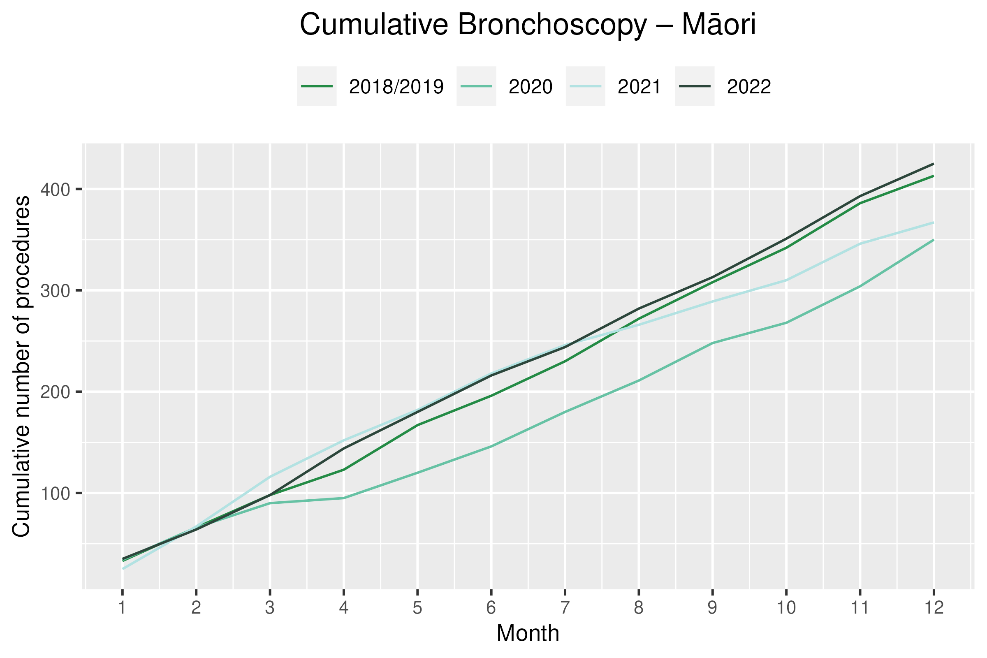 Cumulative Bronchoscopy – Māori
2018/2019 2020 2021 2022
Cumulative number of procedures
400
300
200
100
1 2 3 4 5 6 7 8 9 10 11 12
Month